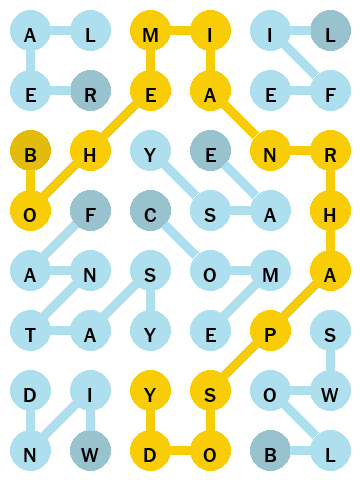 A L M I I L
E R E A E F
B H Y E N R
O F C S A H
A N S O M A
T A Y E P S
D I Y S O W
N W D O B L